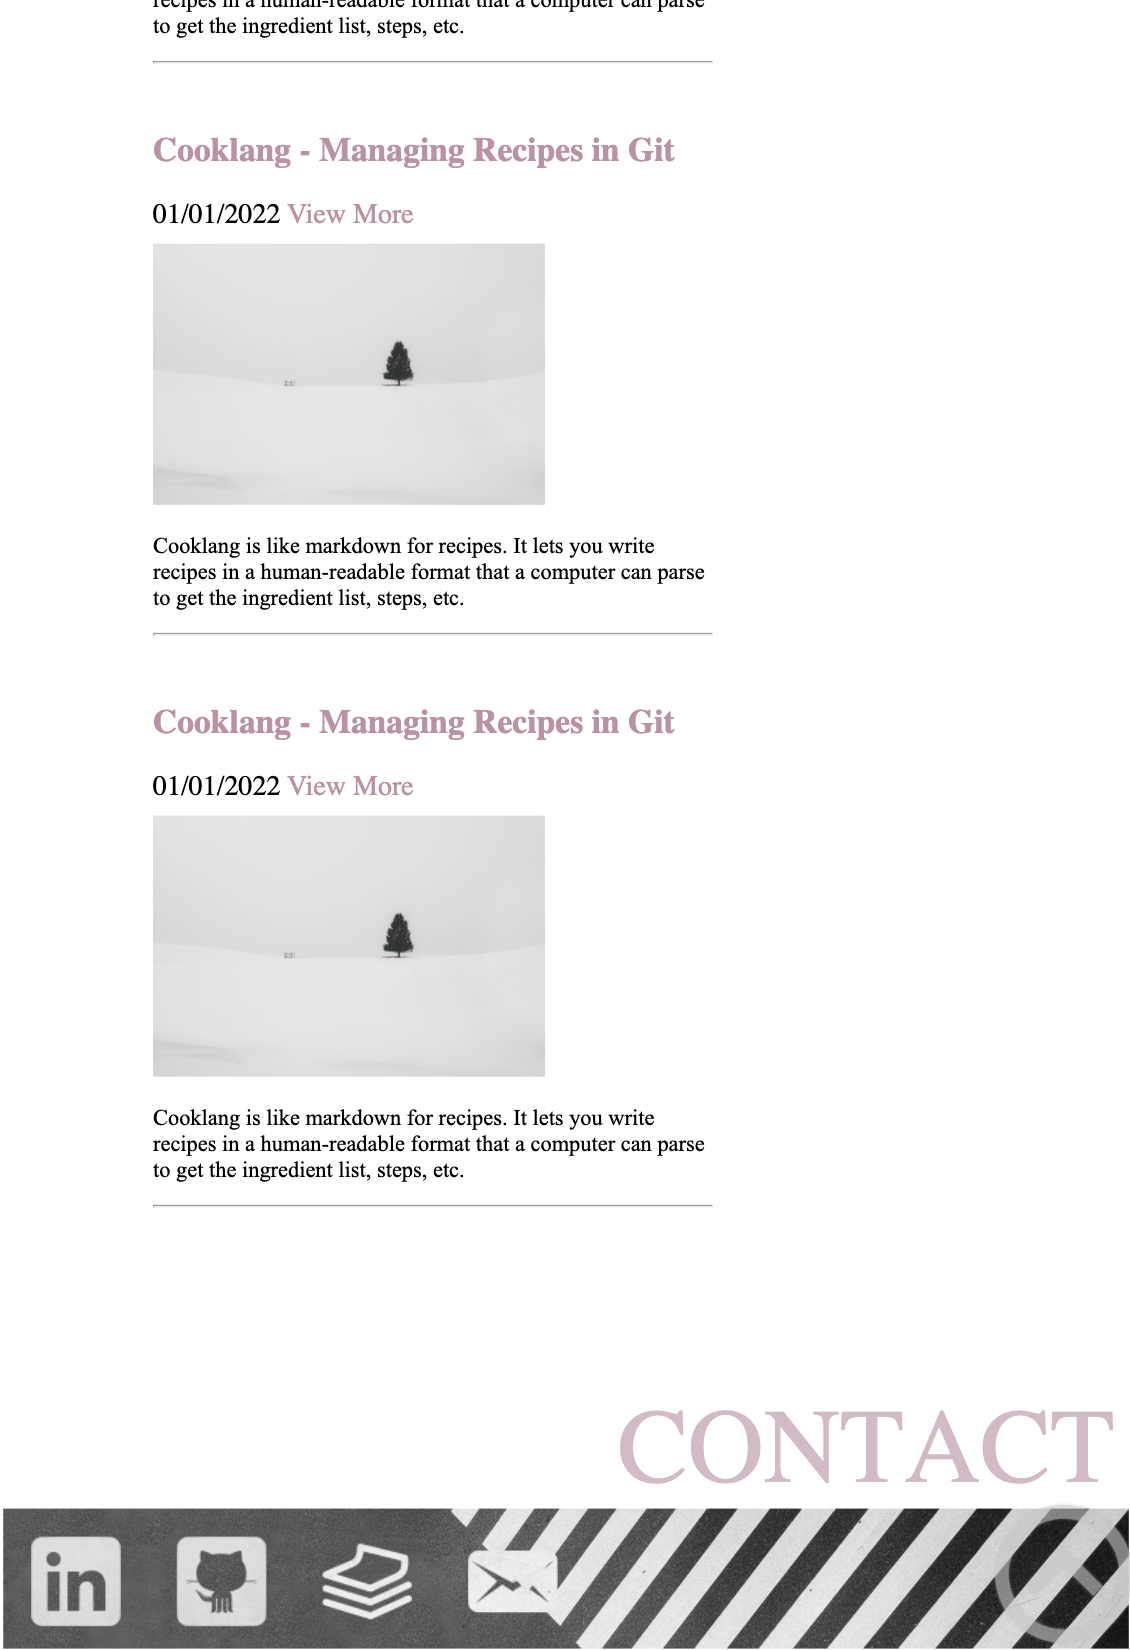 recipes in a human-readable format that a computer can parse
to get the ingredient list, steps, etc.
Cooklang - Managing Recipes in Git
01/01/2022 View More
Cooklang is like markdown for recipes. It lets you write
recipes in a human-readable format that a computer can parse
to get the ingredient list, steps, etc.
Cooklang - Managing Recipes in Git
01/01/2022 View More
Cooklang is like markdown for recipes. It lets you write
recipes in a human-readable format that a computer can parse
to get the ingredient list, steps, etc.
CONTACT
in